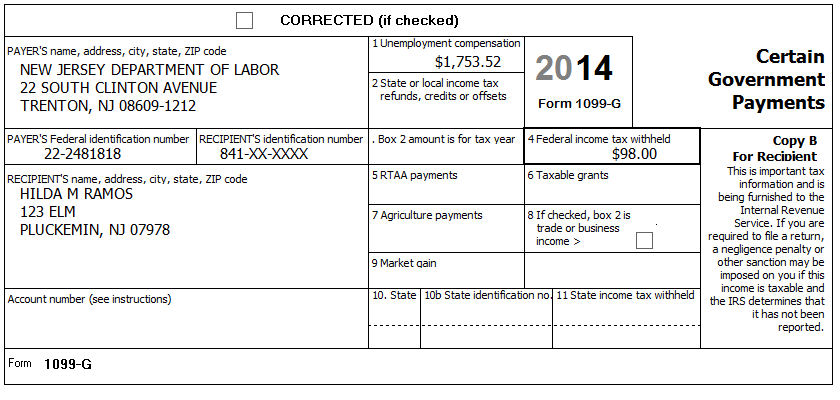 CORRECTED (if checked)
PAYER'S name, address, city, state, ZIP code
NEW JERSEY DEPARTMENT OF LABOR
22 SOUTH CLINTON AVENUE
TRENTON, NJ 08609-1212
1 Unemployment compensation
$1,753.52
2 State or local income tax
refunds, credits or offsets
2014
Form 1099-G
Certain
Government
Payments
PAYER'S Federal identification number
22-2481818
RECIPIENT'S identification number
841-XX-XXXX
. Box 2 amount is for tax year
4 Federal income tax withheld
$98.00
Copy B
For Recipient
This is important tax
information and is
being furnished to the
Internal Revenue
Service. If you are
required to file a return,
a negligence penalty or
other sanction may be
imposed on you if this
income is taxable and
the IRS determines that
it has not been
reported.
RECIPIENT'S name, address, city, state, ZIP code
HILDA M RAMOS
123 ELM
PLUCKEMIN, NJ 07978
5 RTAA payments
6 Taxable grants
7 Agriculture payments
8 If checked, box 2 is
trade or business
income >
9 Market gain
Account number (see instructions)
10. State
10b State identification no.
11 State income tax withheld
Form 1099-G